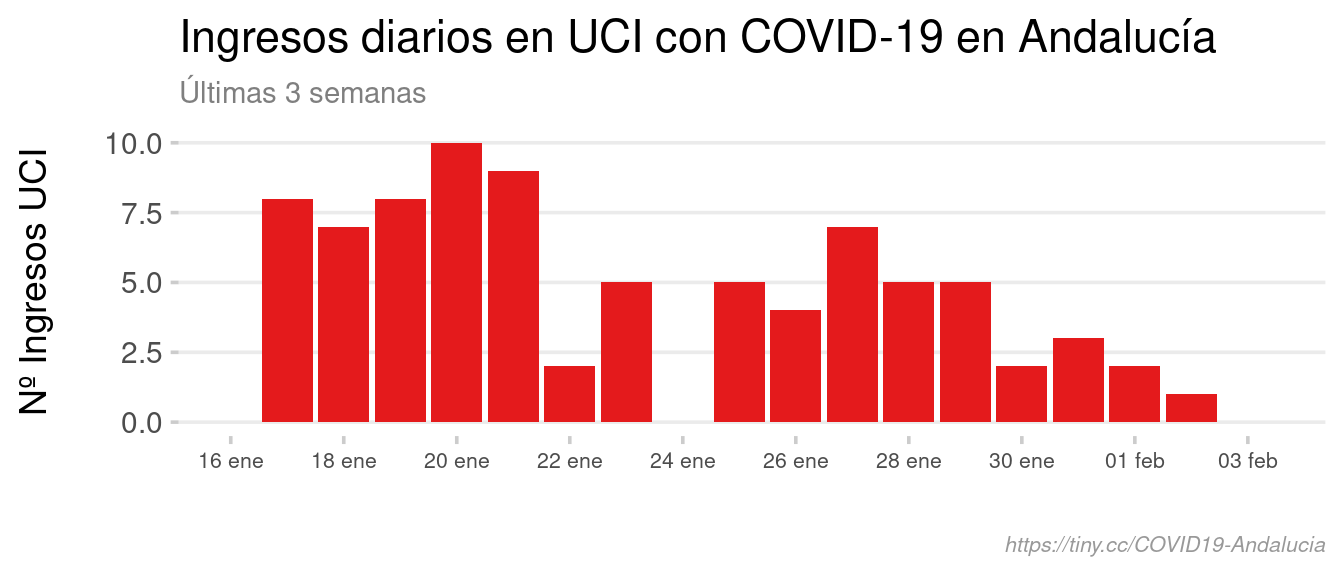 Ingresos diarios en UCI con COVID-19 en Andalucía
Últimas 3 semanas
Nº Ingresos UCI
10.0
7.5
5.0
2.5
0.0
16 ene 18 ene 20 ene 22 ene 24 ene 26 ene 28 ene 30 ene 01 feb 03 feb
https://tiny.cc/COVID19-Andalucia